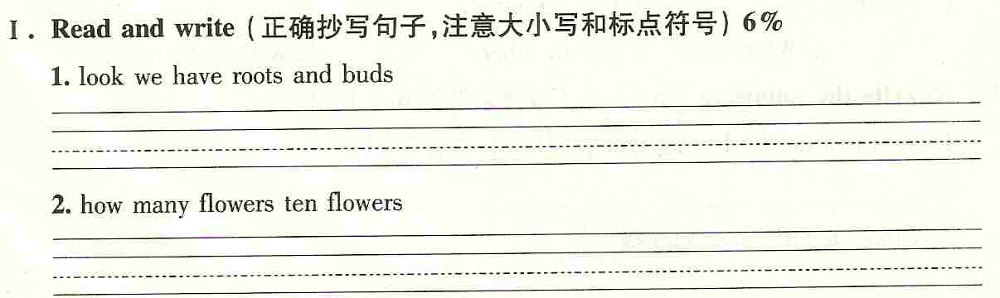 I. Read and write (正确抄写句子,注意大小写和标点符号) 6%
1. look we have roots and buds
2. how many flowers ten flowers